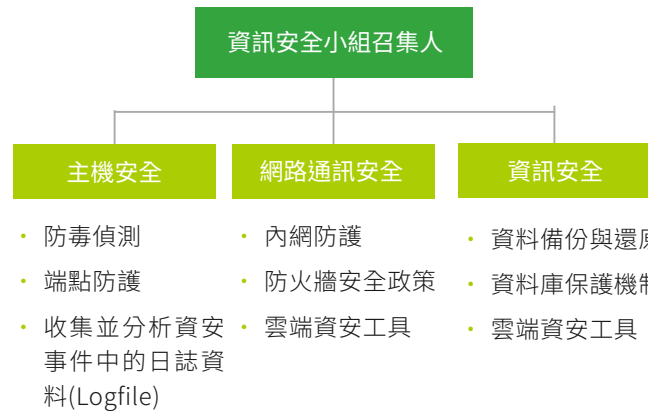 資訊安全小組召集人
主機安全
網路通訊安全
資訊安全
・ 防毒偵測
・ 端點防護
・ 收集並分析資安
事件中的日誌資
料(Logfile)
・ 內網防護
・ 防火牆安全政策
・ 雲端資安工具
・ 資料備份與還原
・ 資料庫保護機制
・ 雲端資安工具